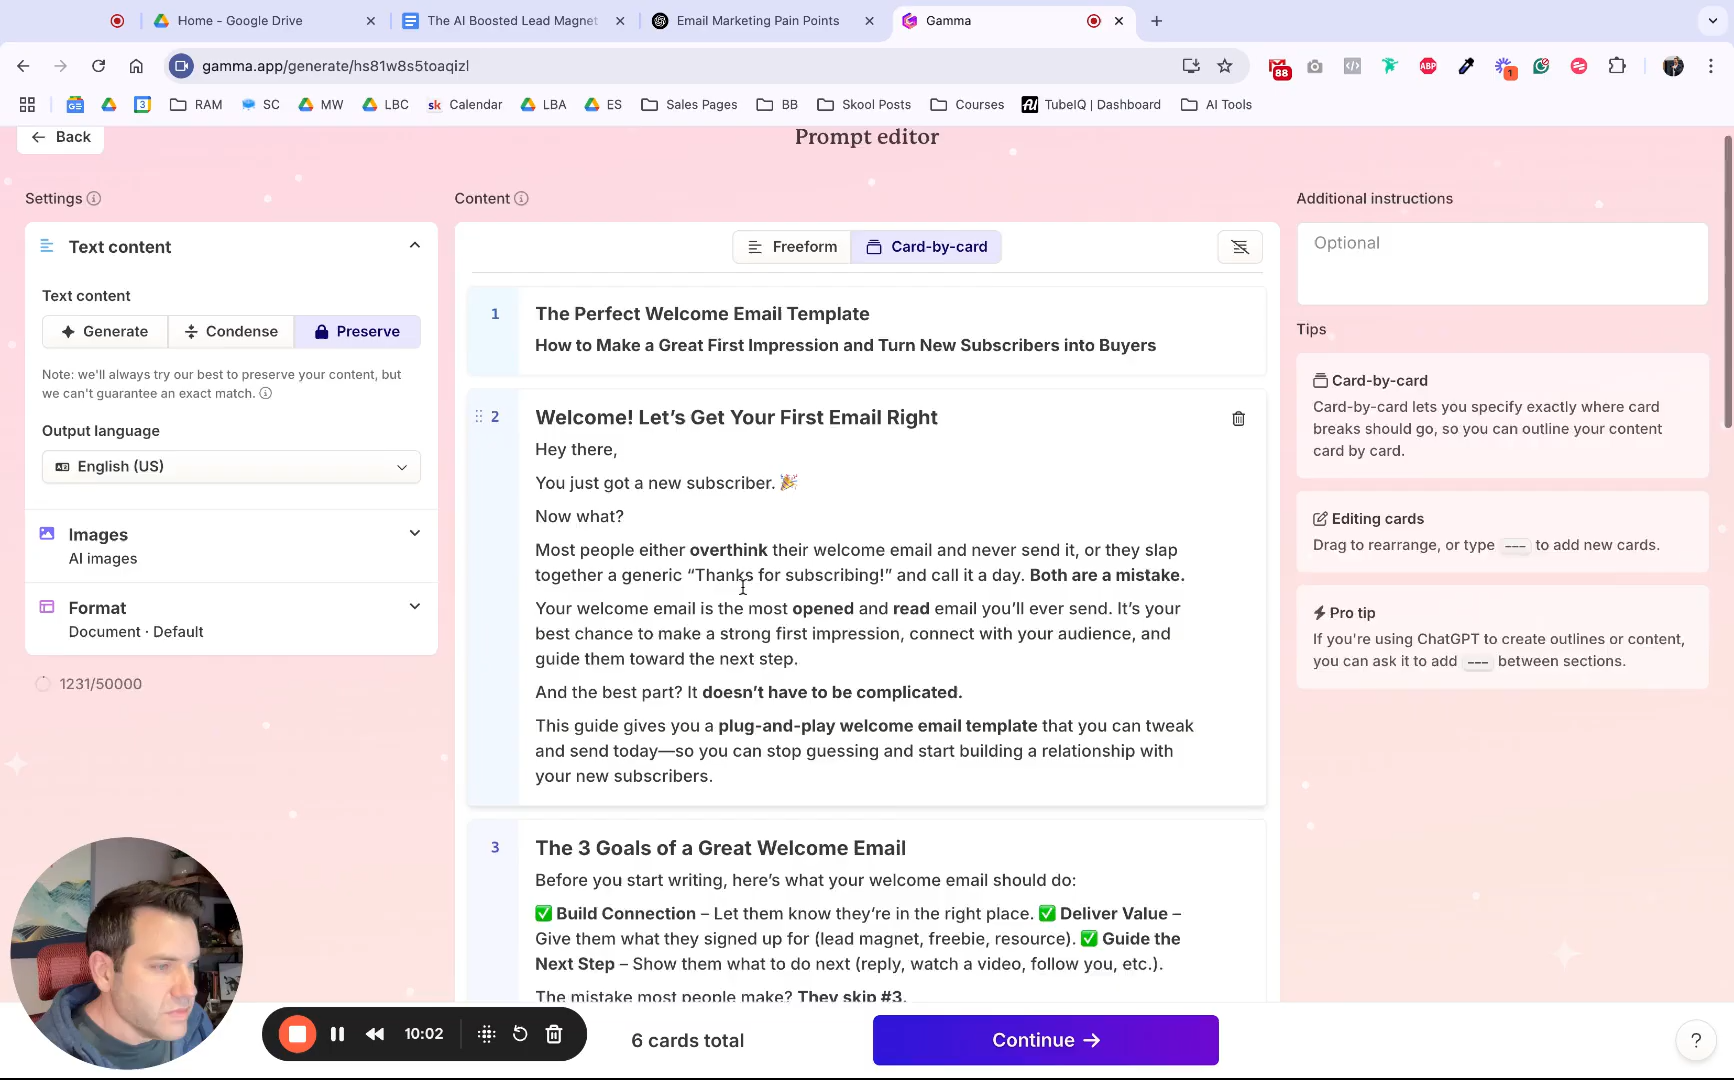 Home - Google Drive
The AI Boosted Lead Magnet
Email Marketing Pain Points
Gamma
gamma.app/generate/hs81w8s5toaqizl
88
ABP
1
GE
3
RAM
SC
MW
LBC
sk Calendar
LBA
ES
Sales Pages
BB
Skool Posts
Courses
AI TubeIQ | Dashboard
AI Tools
← Back
Prompt editor
Settings
Text content
Text content
Generate
Condense
Preserve
Note: we'll always try our best to preserve your content, but
we can't guarantee an exact match.
Output language
English (US)
Images
AI images
Format
Document · Default
1231/50000
Content
Freeform
Card-by-card
1
The Perfect Welcome Email Template
How to Make a Great First Impression and Turn New Subscribers into Buyers
2
Welcome! Let’s Get Your First Email Right
Hey there,
You just got a new subscriber. 🎉
Now what?
Most people either overthink their welcome email and never send it, or they slap
together a generic “Thanks for subscribing!” and call it a day. Both are a mistake.
Your welcome email is the most opened and read email you’ll ever send. It’s your
best chance to make a strong first impression, connect with your audience, and
guide them toward the next step.
And the best part? It doesn’t have to be complicated.
This guide gives you a plug-and-play welcome email template that you can tweak
and send today—so you can stop guessing and start building a relationship with
your new subscribers.
3
The 3 Goals of a Great Welcome Email
Before you start writing, here’s what your welcome email should do:
✅ Build Connection – Let them know they’re in the right place. ✅ Deliver Value –
Give them what they signed up for (lead magnet, freebie, resource). ✅ Guide the
Next Step – Show them what to do next (reply, watch a video, follow you, etc.).
The mistake most people make? They skip #3.
Additional instructions
Optional
Tips
Card-by-card
Card-by-card lets you specify exactly where card
breaks should go, so you can outline your content
card by card.
Editing cards
Drag to rearrange, or type --- to add new cards.
Pro tip
If you're using ChatGPT to create outlines or content,
you can ask it to add --- between sections.
10:02
6 cards total
Continue →
?